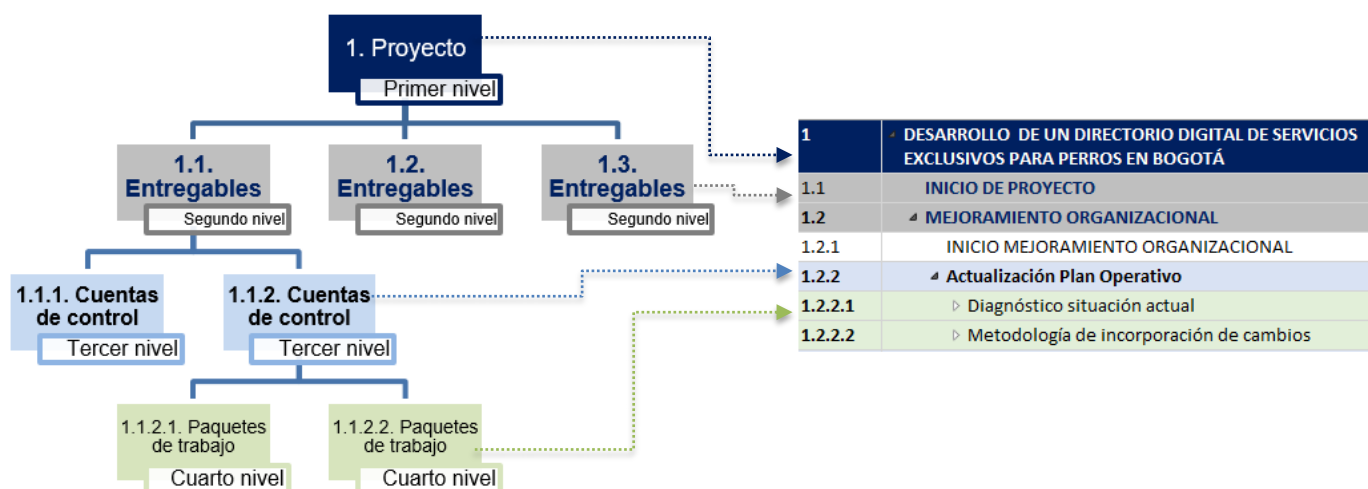 1. Proyecto
Primer nivel
1.1.
Entregables
Segundo nivel
1.2.
Entregables
Segundo nivel
1.3.
Entregables
Segundo nivel
1.1.1. Cuentas
de control
Tercer nivel
1.1.2. Cuentas
de control
Tercer nivel
1.1.2.1. Paquetes
de trabajo
Cuarto nivel
1.1.2.2. Paquetes
de trabajo
Cuarto nivel
1 DESARROLLO DE UN DIRECTORIO DIGITAL DE SERVICIOS
EXCLUSIVOS PARA PERROS EN BOGOTÁ
1.1 INICIO DE PROYECTO
1.2 MEJORAMIENTO ORGANIZACIONAL
1.2.1 INICIO MEJORAMIENTO ORGANIZACIONAL
1.2.2 Actualización Plan Operativo
1.2.2.1 Diagnóstico situación actual
1.2.2.2 Metodología de incorporación de cambios